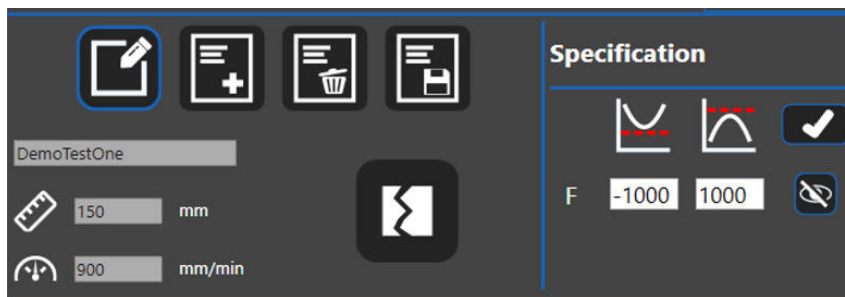 Specification
DemoTestOne
150 mm
900 mm/min
F -1000 1000